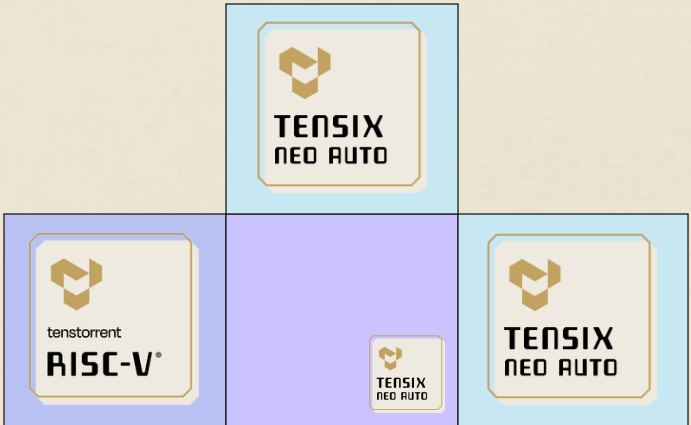 TENSIX
NEO AUTO
tenstorrent
RISC-V®
TENSIX
NEO AUTO
TENSIX
NEO AUTO